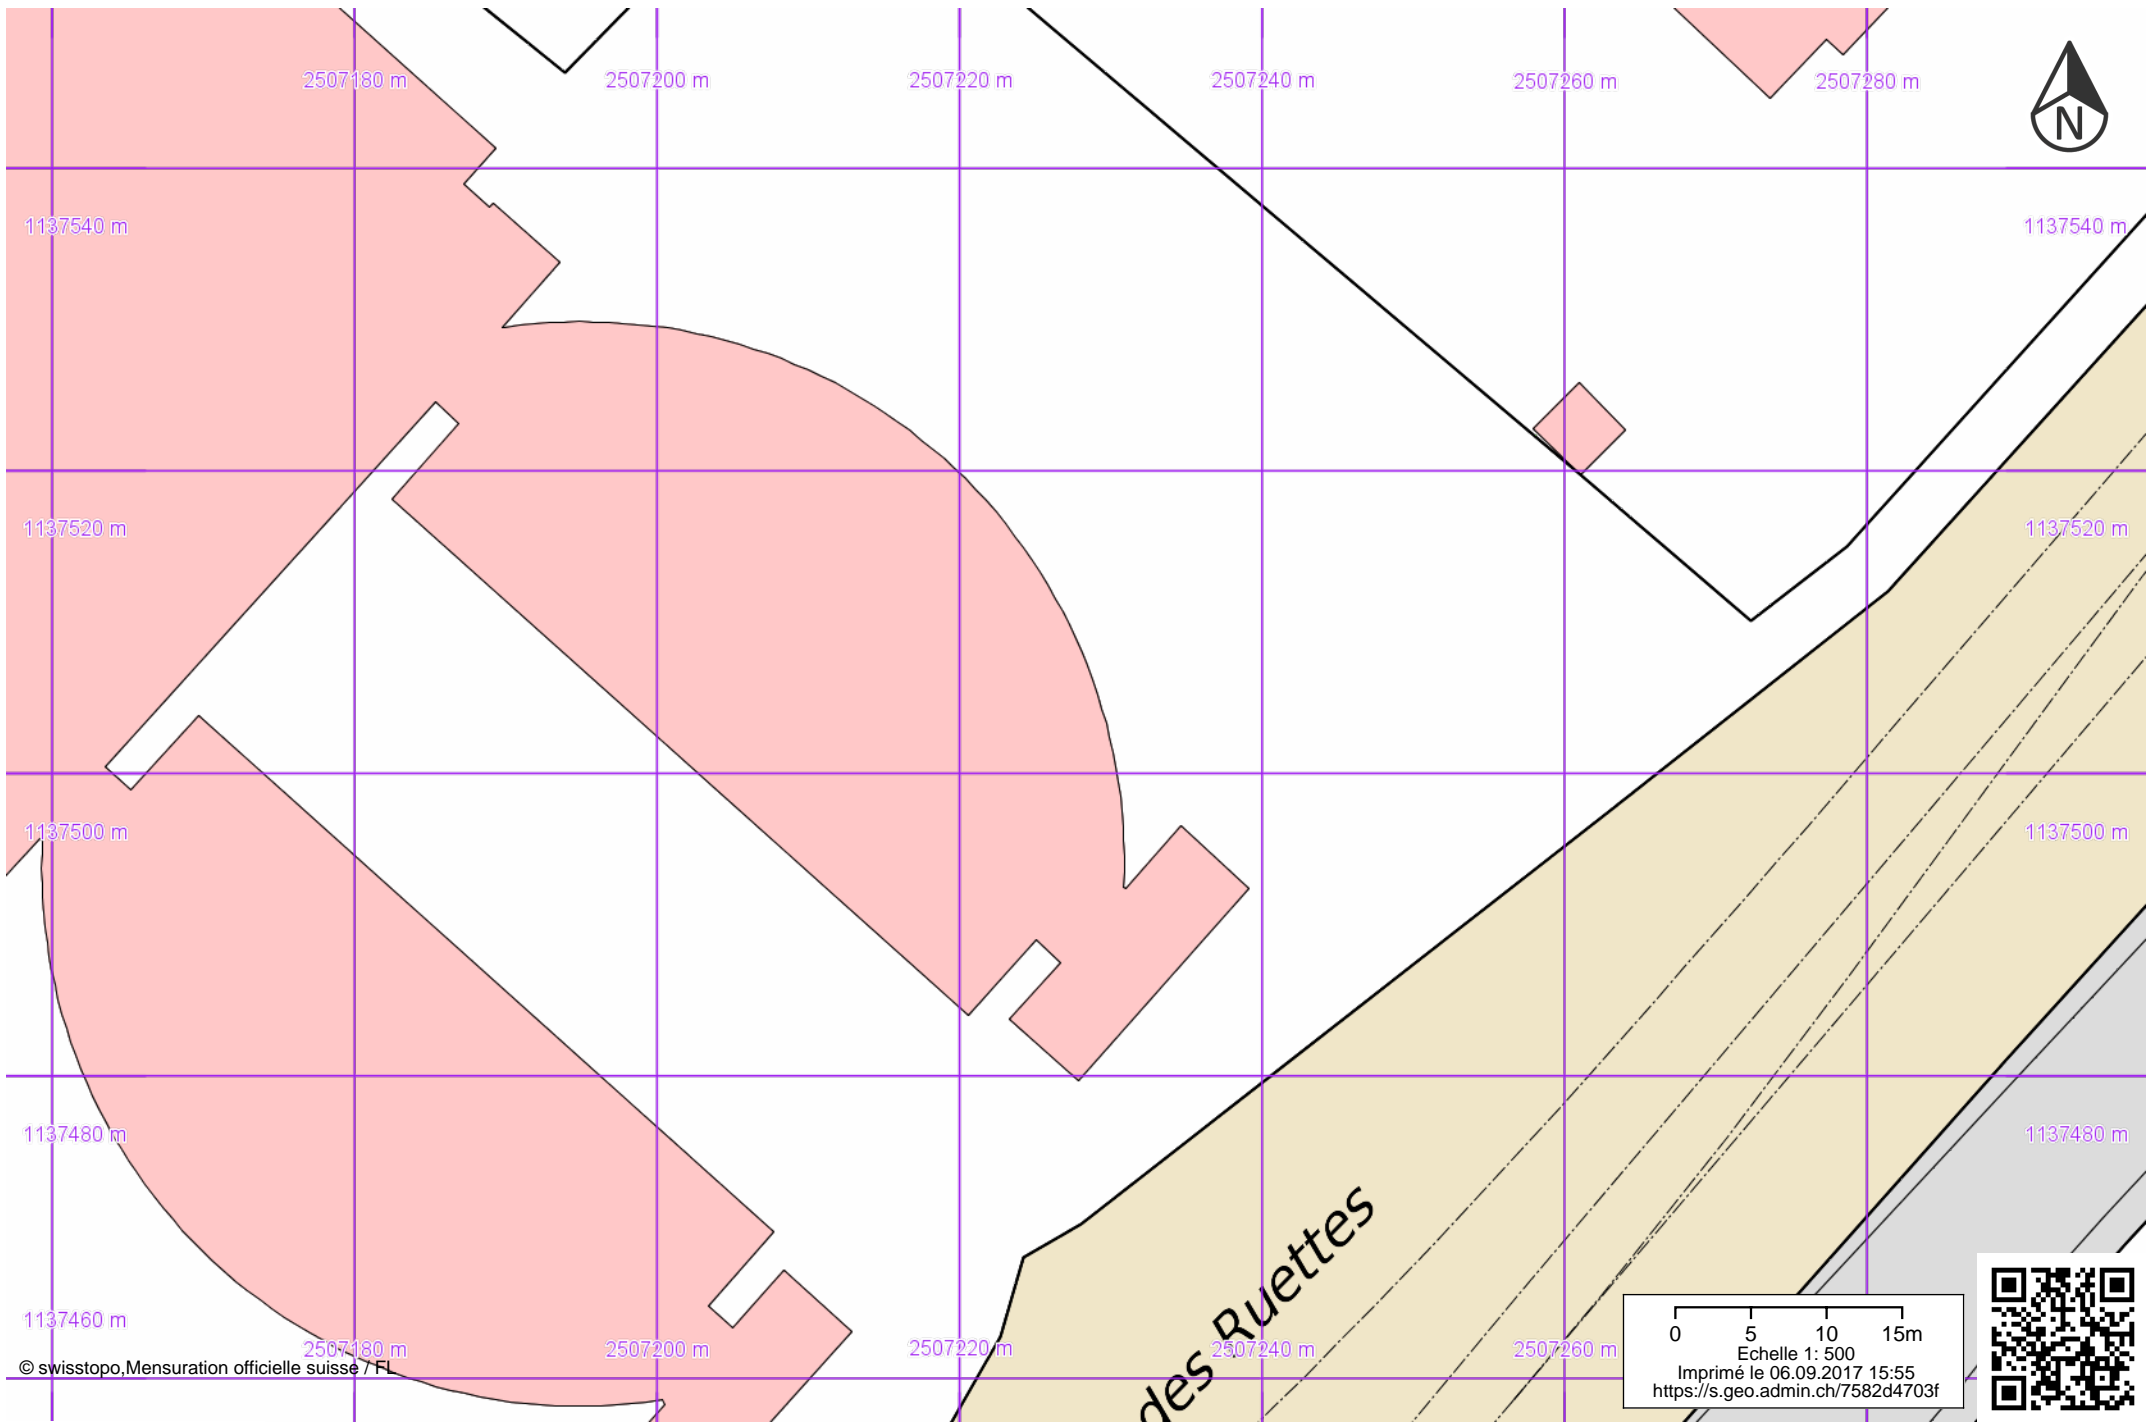 2507180 m 2507200 m 2507220 m 2507240 m 2507260 m 2507280 m
N
1137540 m 1137540 m
1137520 m 1137520 m
1137500 m 1137500 m
1137480 m 1137480 m
des Ruettes
1137460 m
2507180 m 2507200 m 2507220 m 2507240 m 2507260 m
© swisstopo,Mensuration officielle suisse / FL
0 5 10 15m
Echelle 1: 500
Imprimé le 06.09.2017 15:55
https://s.geo.admin.ch/7582d4703f